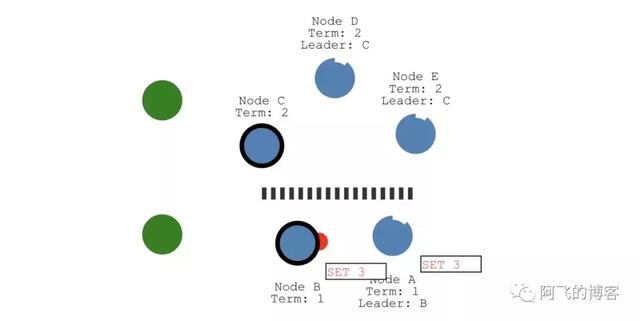 Node D
Term: 2
Leader: C
Node E
Term: 2
Leader: C
Node C
Term: 2
SET 3
Node B
Term: 1
SET 3
Node A
Term: 1
Leader: B
阿飞的博客